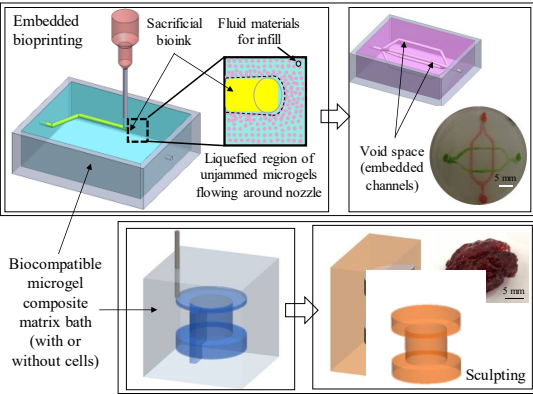 Embedded
bioprinting
Sacrificial
bioink
Fluid materials
for infill
Liquefied region of
unjammed microgels
flowing around nozzle
Void space
(embedded
channels)
5 mm
Biocompatible
microgel
composite
matrix bath
(with or
without cells)
5 mm
Sculpting